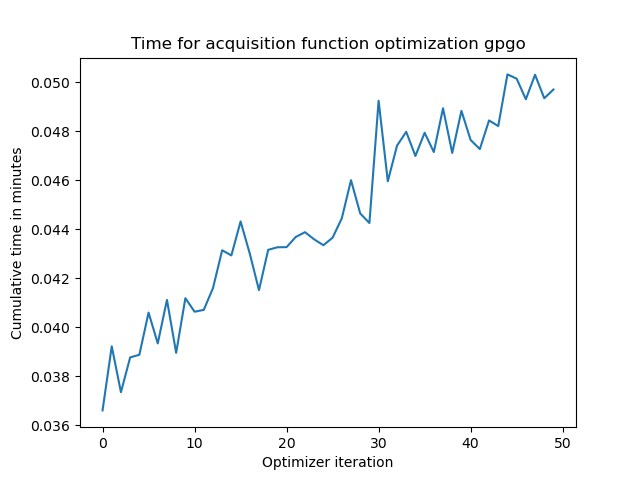 Time for acquisition function optimization gpgo
Cumulative time in minutes
0.050
0.048
0.046
0.044
0.042
0.040
0.038
0.036
0 10 20 30 40 50
Optimizer iteration